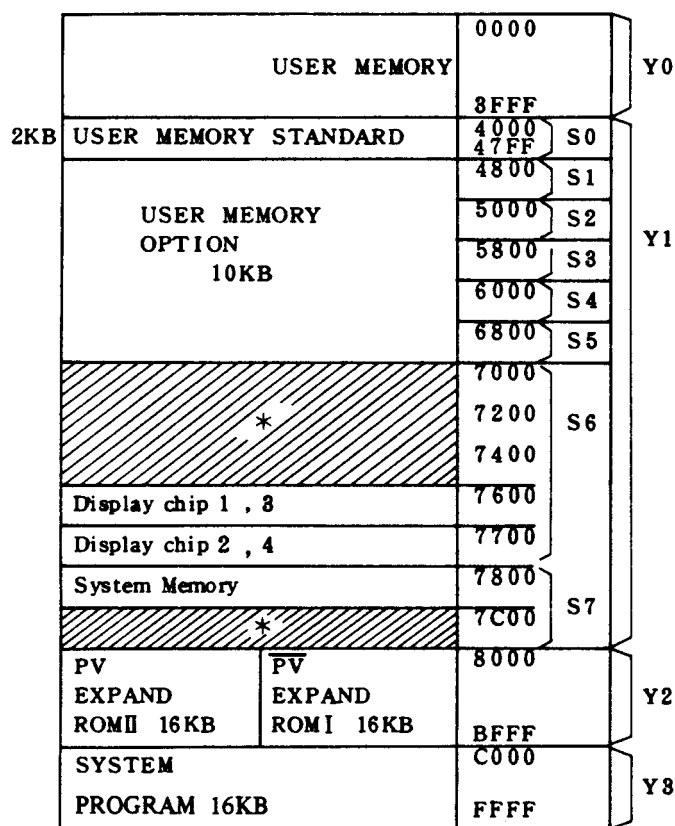 0000
USER MEMORY
Y0
3FFF
2KB USER MEMORY STANDARD 4000 S0
47FF
4800 S1
USER MEMORY 5000 S2
OPTION
Y1
10KB
5800 S3
6000 S4
6800 S5
7000
* 7200 S6
7400
Display chip 1 , 3 7600
Display chip 2 , 4 7700
System Memory 7800
* 7C00 S7
PV PV 8000
EXPAND EXPAND Y2
ROMⅡ 16KB ROMⅠ 16KB BFFF
SYSTEM C000
Y3
PROGRAM 16KB FFFF